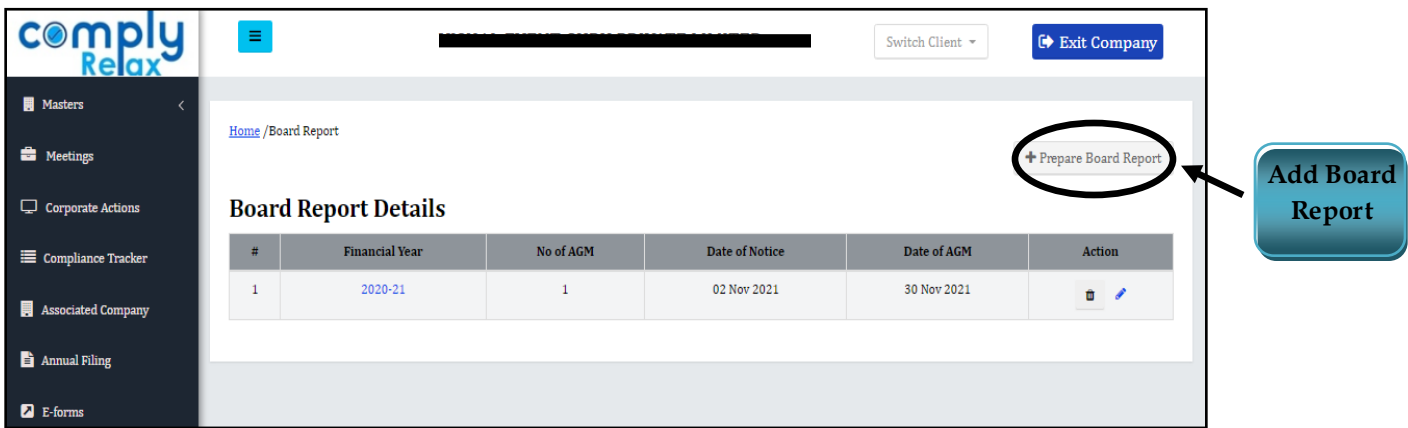 comply
Relax
Switch Client
Exit Company
Masters
Meetings
Corporate Actions
Compliance Tracker
Associated Company
Annual Filing
E-forms
Home /Board Report
+ Prepare Board Report
Board Report Details
# Financial Year No of AGM Date of Notice Date of AGM Action
1 2020-21 1 02 Nov 2021 30 Nov 2021
Add Board
Report